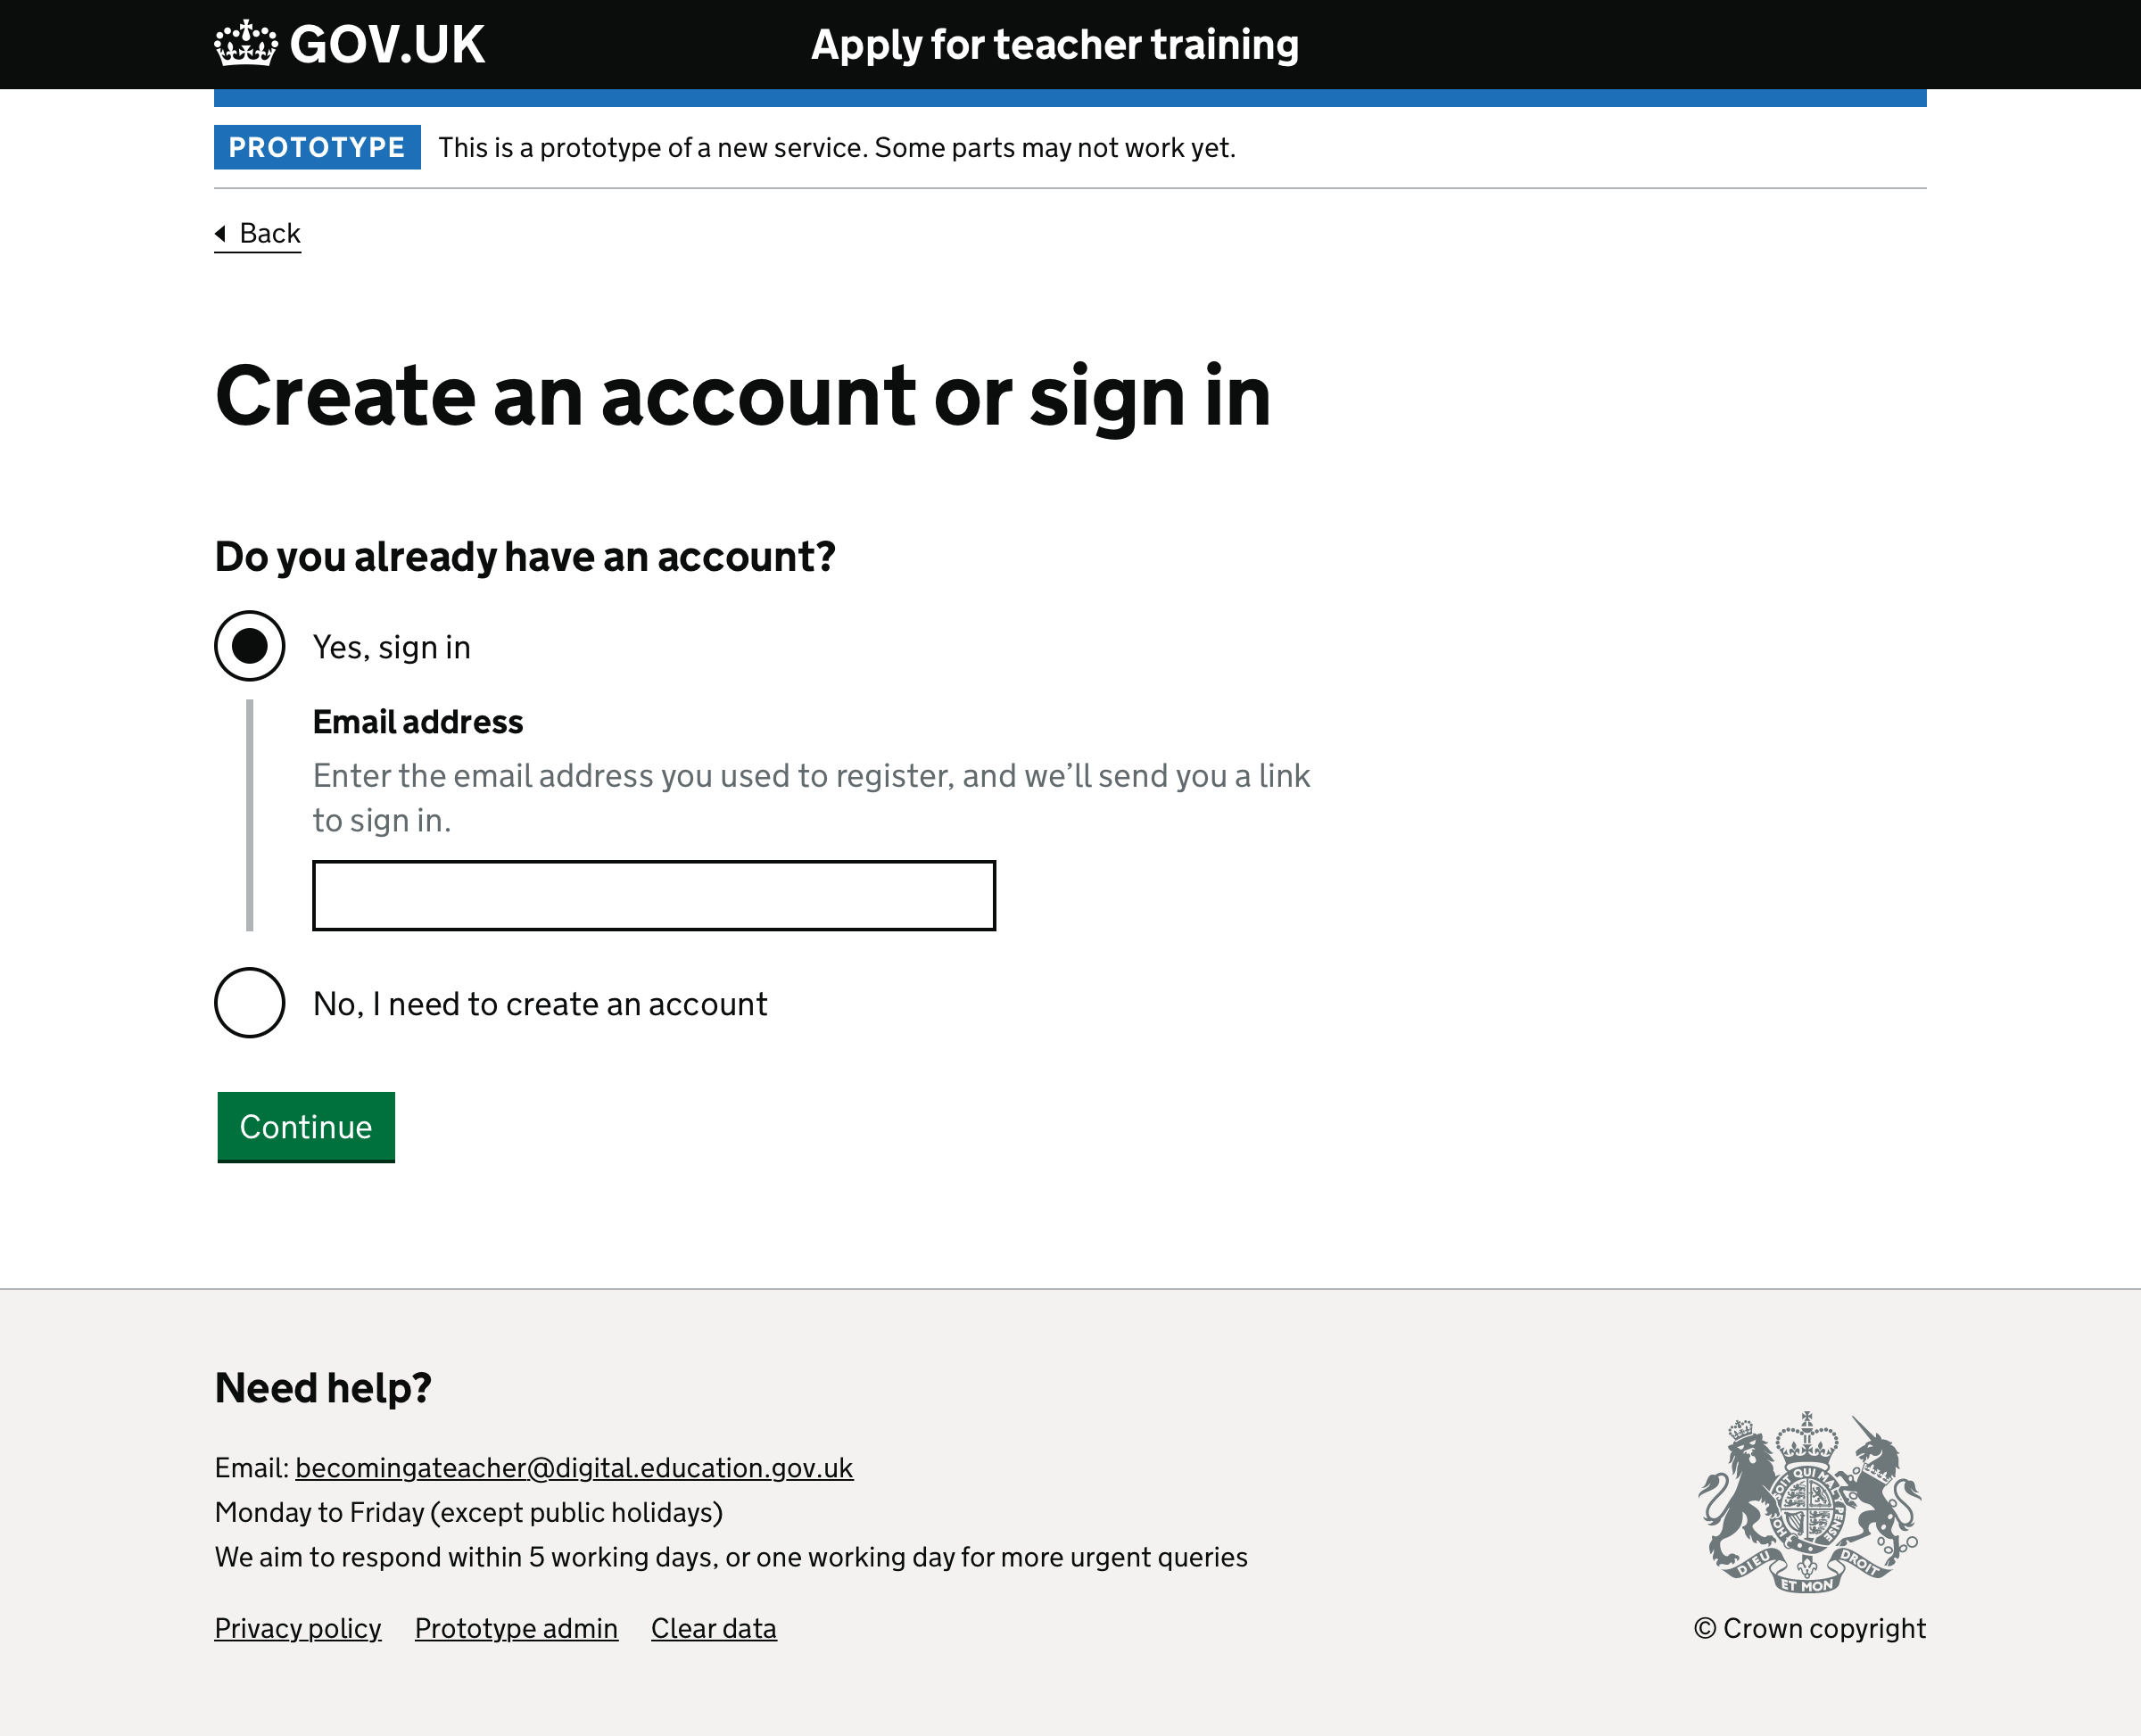 GOV.UK
Apply for teacher training
PROTOTYPE This is a prototype of a new service. Some parts may not work yet.
Back
Create an account or sign in
Do you already have an account?
Yes, sign in
Email address
Enter the email address you used to register, and we’ll send you a link
to sign in.
No, I need to create an account
Continue
Need help?
Email: becomingateacher@digital.education.gov.uk
Monday to Friday (except public holidays)
We aim to respond within 5 working days, or one working day for more urgent queries
Privacy policy Prototype admin Clear data
SOIT QUI MAL Y PENSE
DIEU ET MON DROIT
© Crown copyright